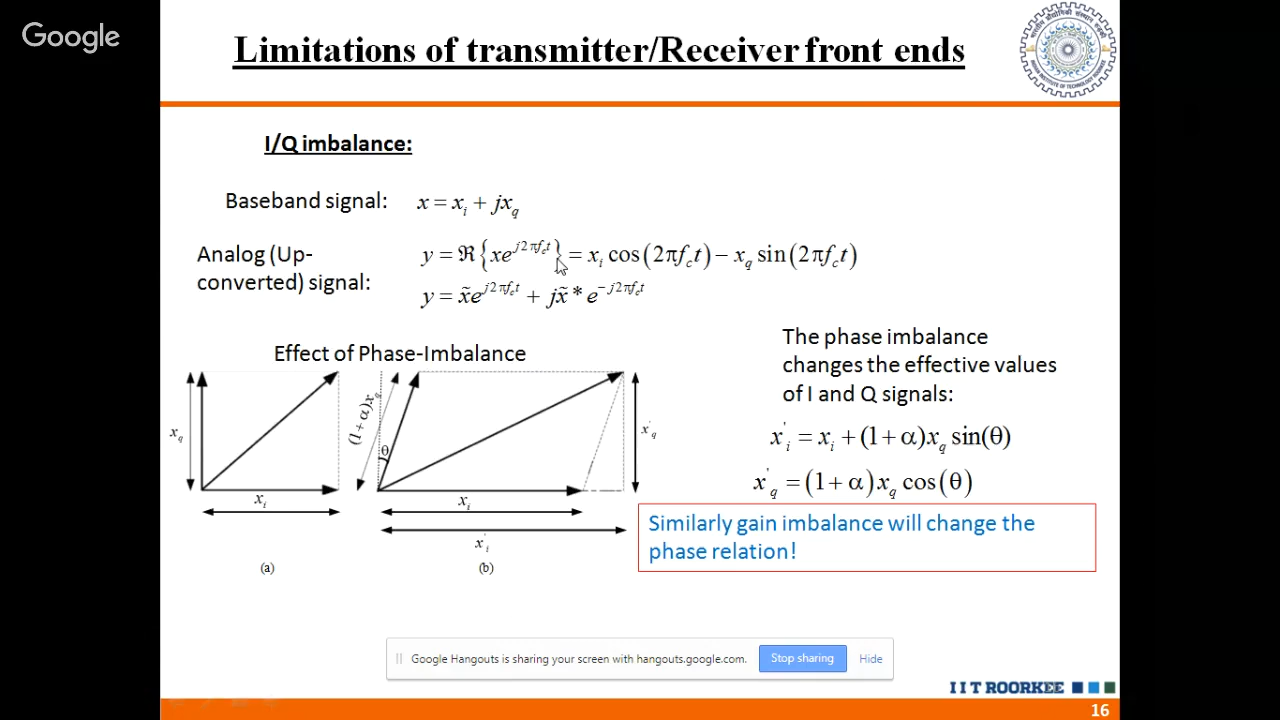 Google
Limitations of transmitter/Receiver front ends
I/Q imbalance:
Baseband signal: x = x_i + jx_q
Analog (Up-
converted) signal:
y = ℜ{xe^{j2πf_ct}} = x_i cos(2πf_ct) − x_q sin(2πf_ct)
y = x̃e^{j2πf_ct} + jx̃ * e^{−j2πf_ct}
Effect of Phase-Imbalance
x_q
x_i
(a)
(1+α)x_q
θ
x_i
x'_i
x'_q
(b)
The phase imbalance
changes the effective values
of I and Q signals:
x'_i = x_i + (1+α)x_q sin(θ)
x'_q = (1+α)x_q cos(θ)
Similarly gain imbalance will change the
phase relation!
Google Hangouts is sharing your screen with hangouts.google.com. Stop sharing Hide
I I T ROORKEE
16